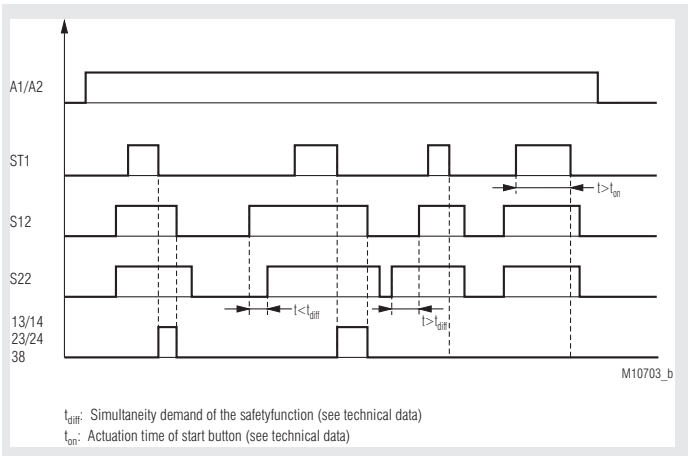 A1/A2
ST1
t>ton
S12
S22
t<tdiff
t>tdiff
13/14
23/24
38
M10703_b
tdiff: Simultaneity demand of the safetyfunction (see technical data)
ton: Actuation time of start button (see technical data)